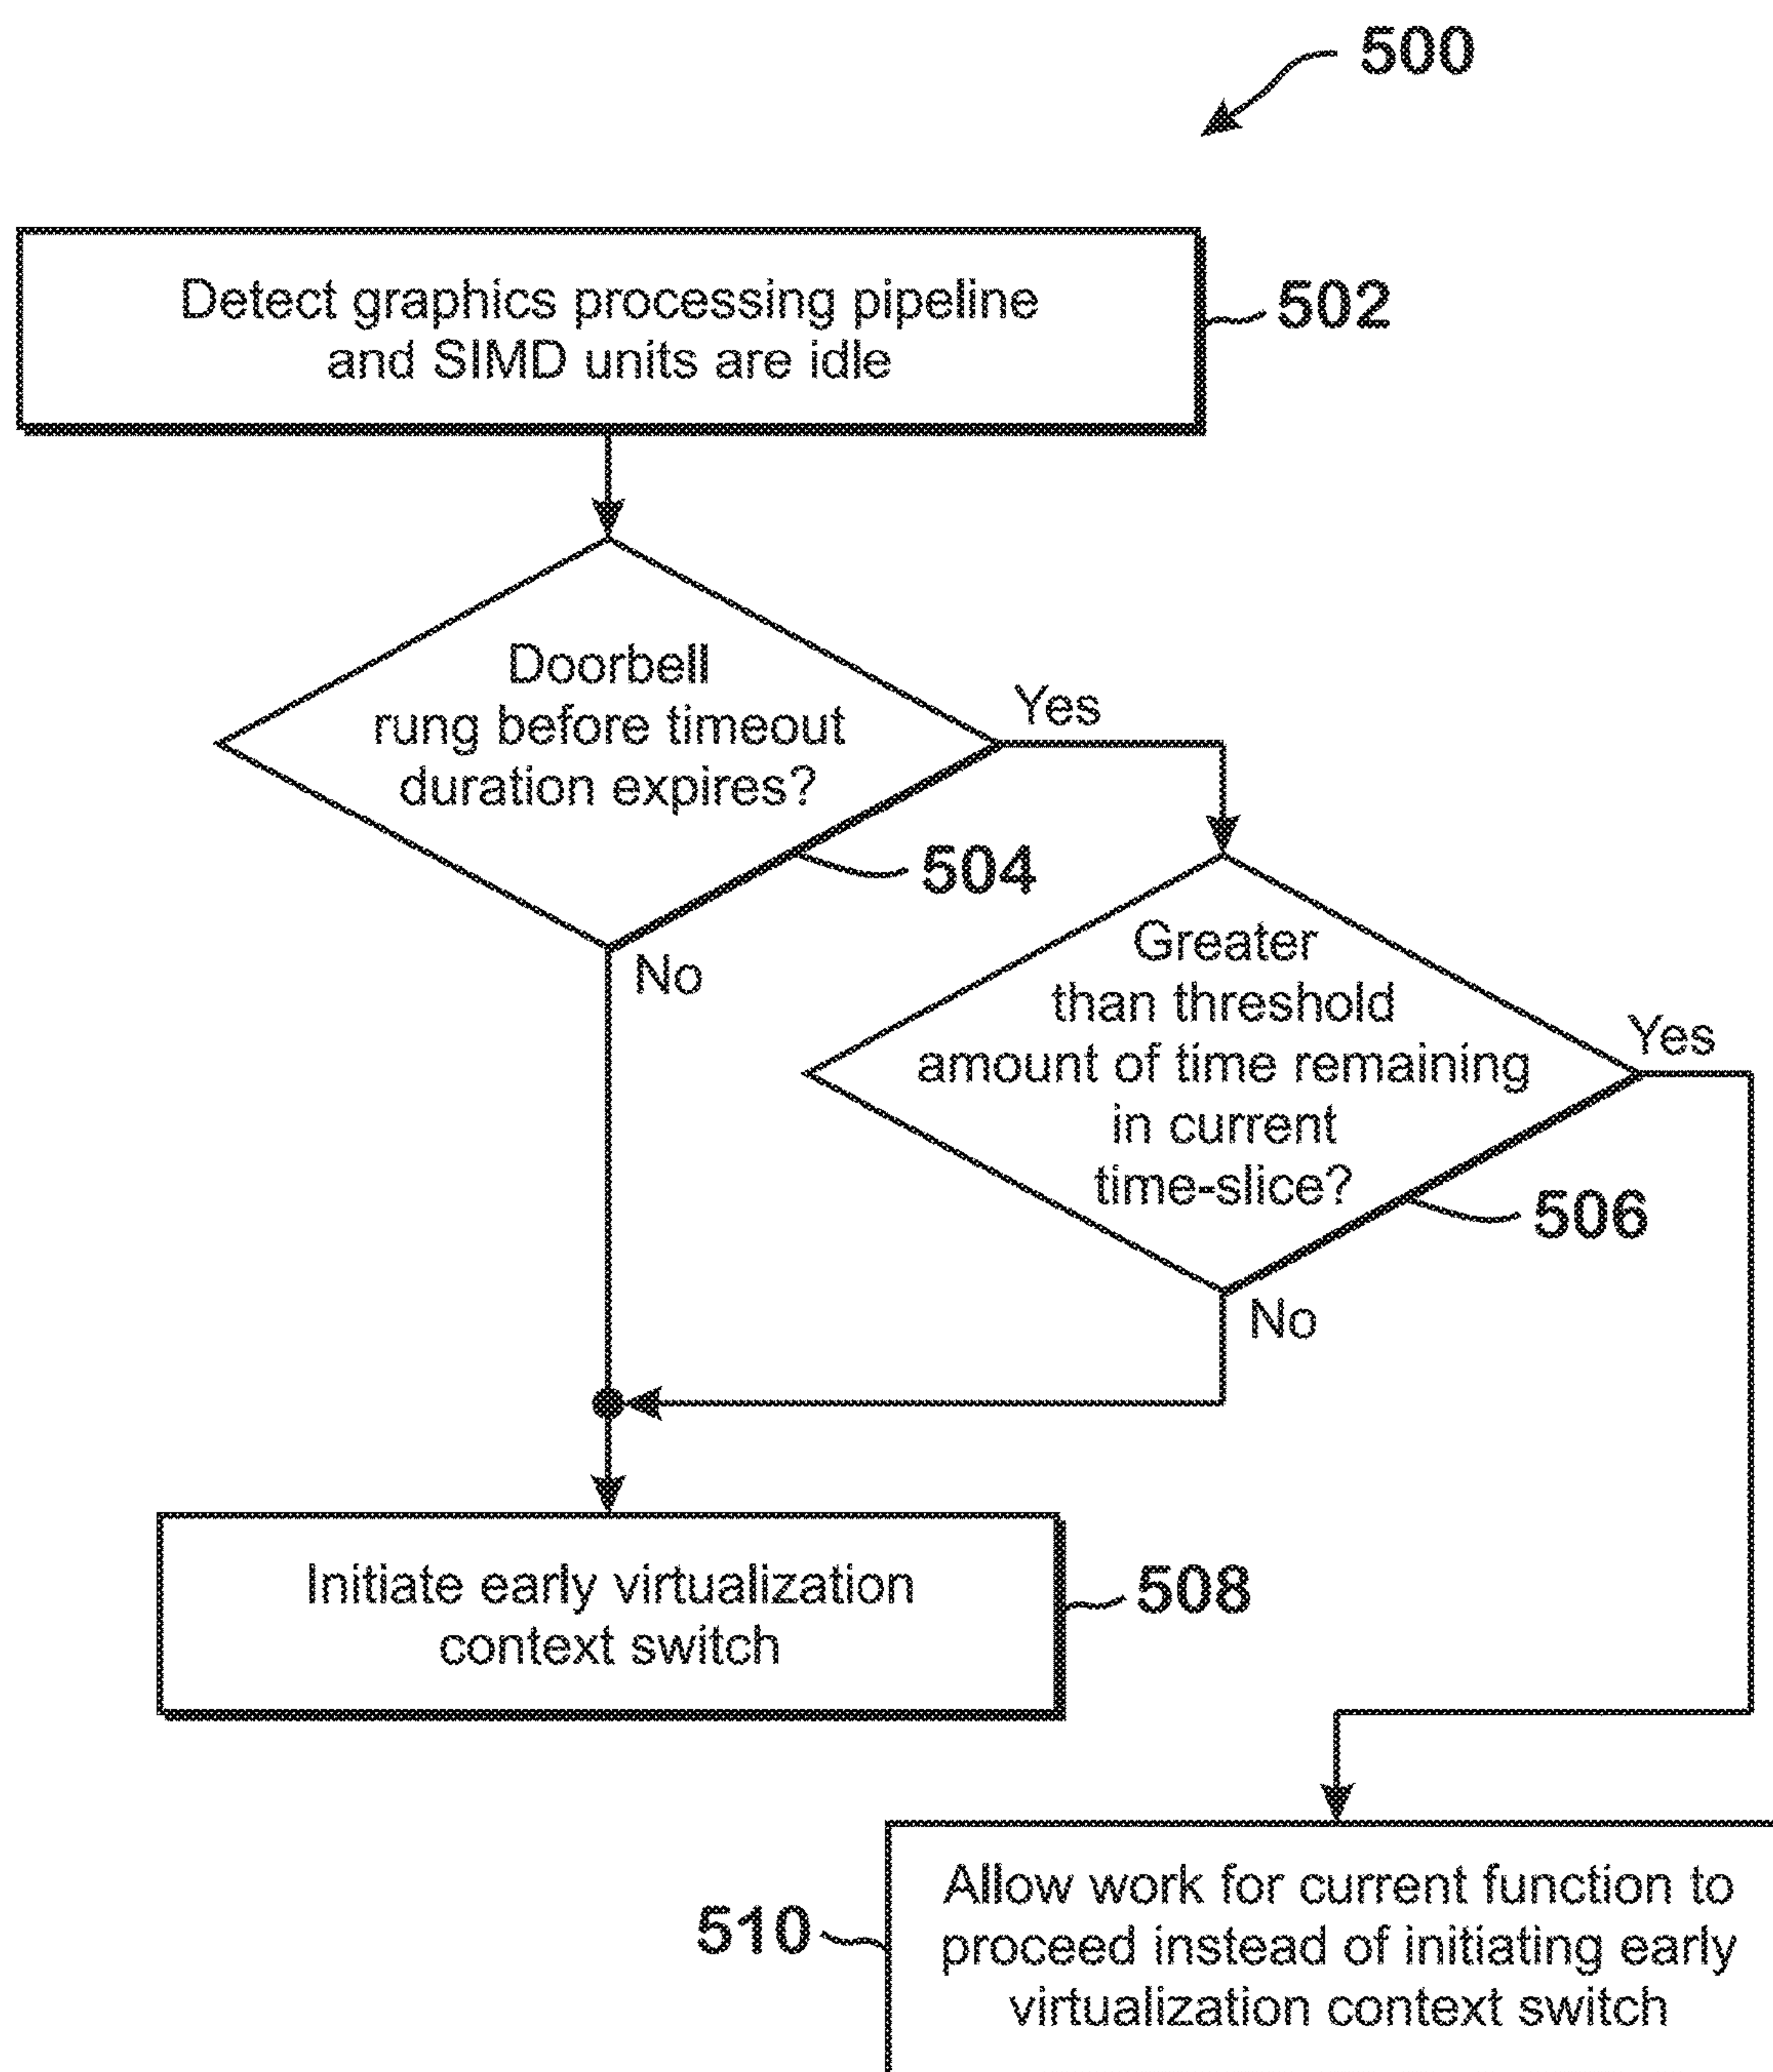 500
Detect graphics processing pipeline
and SIMD units are idle
502
Doorbell
rung before timeout
duration expires?
Yes
504
No
Greater
than threshold
amount of time remaining
in current
time-slice?
Yes
506
No
Initiate early virtualization
context switch
508
Allow work for current function to
proceed instead of initiating early
virtualization context switch
510